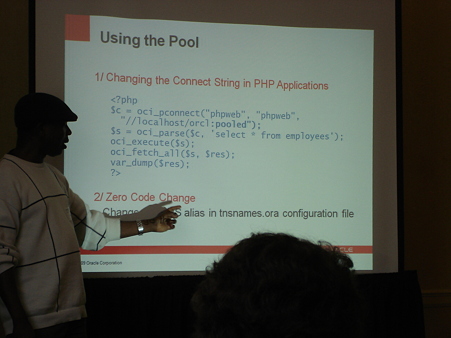 Using the Pool
1/ Changing the Connect String in PHP Applications
<?php
$c = oci_pconnect("phpweb", "phpweb",
"//localhost/orcl:pooled");
$s = oci_parse($c, 'select * from employees');
oci_execute($s);
oci_fetch_all($s, $res);
var_dump($res);
?>
2/ Zero Code Change
Change alias in tnsnames.ora configuration file
Oracle Corporation
ORACLE